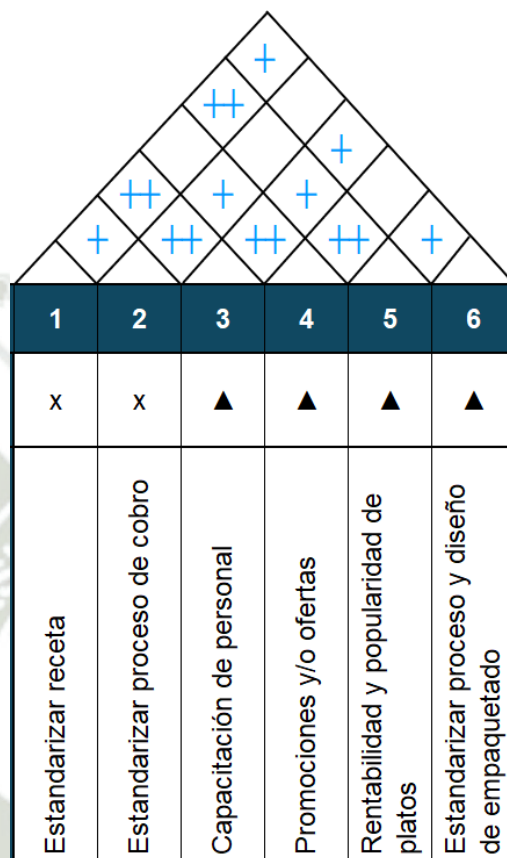 +
++
+
++ + +
+ ++ ++ ++ +
1 2 3 4 5 6
x x ▲ ▲ ▲ ▲
Estandarizar receta
Estandarizar proceso de cobro
Capacitación de personal
Promociones y/o ofertas
Rentabilidad y popularidad de
platos
Estandarizar proceso y diseño
de empaquetado